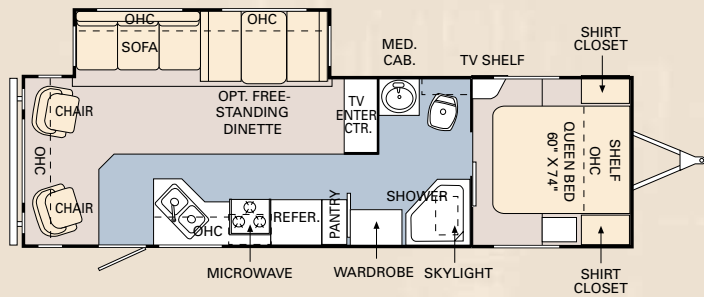 OHC
OHC
SOFA
MED.
CAB.
TV SHELF
SHIRT
CLOSET
CHAIR
OPT. FREE-
STANDING
DINETTE
TV
ENTER
CTR.
OHC
QUEEN BED
60" X 74"
OHC
SHELF
CHAIR
OHC
REFER.
PANTRY
SHOWER
MICROWAVE
WARDROBE
SKYLIGHT
SHIRT
CLOSET